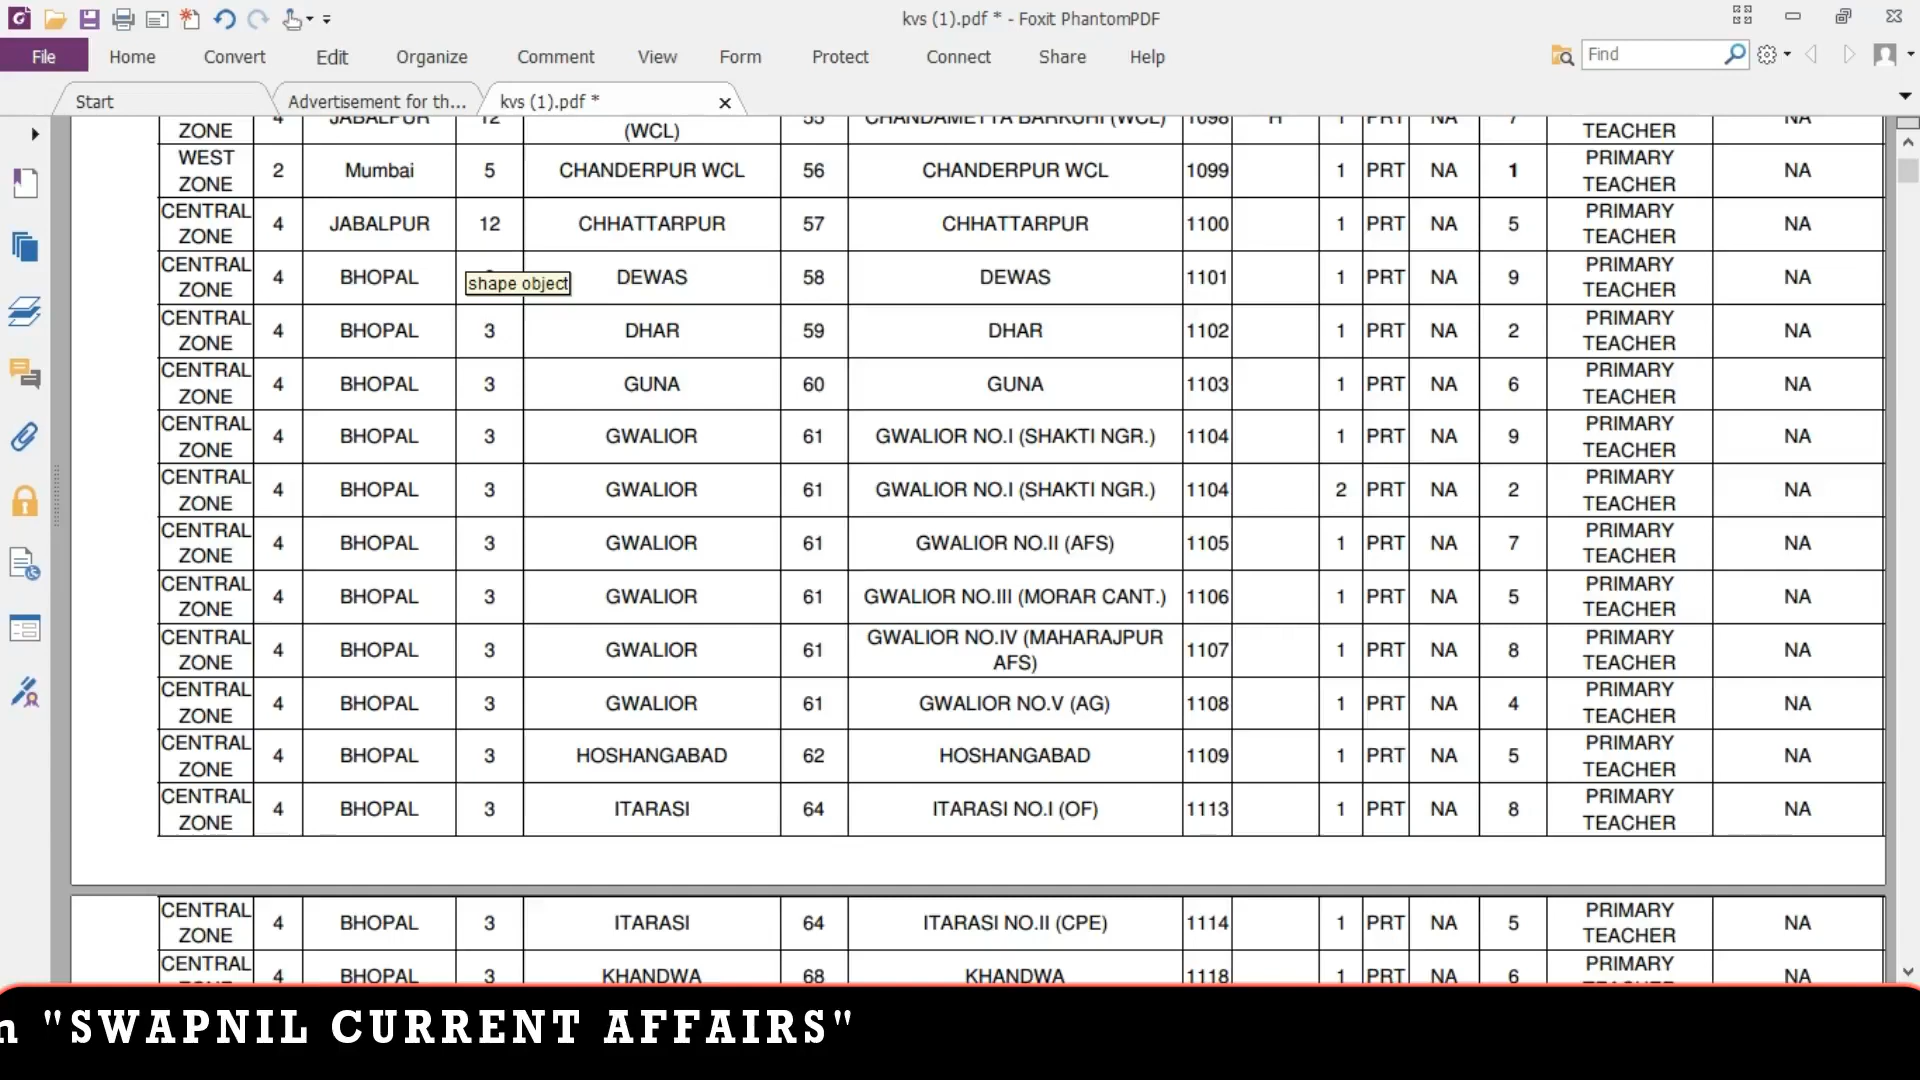 kvs (1).pdf * - Foxit PhantomPDF
File Home Convert Edit Organize Comment View Form Protect Connect Share Help Find
Start Advertisement for th... kvs (1).pdf *
ZONE 4 JABALPUR 12 (WCL) 55 CHANDAMETTA BARKUHI (WCL) 1098 H 1 PRT NA 7 TEACHER NA
WEST ZONE 2 Mumbai 5 CHANDERPUR WCL 56 CHANDERPUR WCL 1099 1 PRT NA 1 PRIMARY TEACHER NA
CENTRAL ZONE 4 JABALPUR 12 CHHATTARPUR 57 CHHATTARPUR 1100 1 PRT NA 5 PRIMARY TEACHER NA
CENTRAL ZONE 4 BHOPAL shape object DEWAS 58 DEWAS 1101 1 PRT NA 9 PRIMARY TEACHER NA
CENTRAL ZONE 4 BHOPAL 3 DHAR 59 DHAR 1102 1 PRT NA 2 PRIMARY TEACHER NA
CENTRAL ZONE 4 BHOPAL 3 GUNA 60 GUNA 1103 1 PRT NA 6 PRIMARY TEACHER NA
CENTRAL ZONE 4 BHOPAL 3 GWALIOR 61 GWALIOR NO.I (SHAKTI NGR.) 1104 1 PRT NA 9 PRIMARY TEACHER NA
CENTRAL ZONE 4 BHOPAL 3 GWALIOR 61 GWALIOR NO.I (SHAKTI NGR.) 1104 2 PRT NA 2 PRIMARY TEACHER NA
CENTRAL ZONE 4 BHOPAL 3 GWALIOR 61 GWALIOR NO.II (AFS) 1105 1 PRT NA 7 PRIMARY TEACHER NA
CENTRAL ZONE 4 BHOPAL 3 GWALIOR 61 GWALIOR NO.III (MORAR CANT.) 1106 1 PRT NA 5 PRIMARY TEACHER NA
CENTRAL ZONE 4 BHOPAL 3 GWALIOR 61 GWALIOR NO.IV (MAHARAJPUR AFS) 1107 1 PRT NA 8 PRIMARY TEACHER NA
CENTRAL ZONE 4 BHOPAL 3 GWALIOR 61 GWALIOR NO.V (AG) 1108 1 PRT NA 4 PRIMARY TEACHER NA
CENTRAL ZONE 4 BHOPAL 3 HOSHANGABAD 62 HOSHANGABAD 1109 1 PRT NA 5 PRIMARY TEACHER NA
CENTRAL ZONE 4 BHOPAL 3 ITARASI 64 ITARASI NO.I (OF) 1113 1 PRT NA 8 PRIMARY TEACHER NA
CENTRAL ZONE 4 BHOPAL 3 ITARASI 64 ITARASI NO.II (CPE) 1114 1 PRT NA 5 PRIMARY TEACHER NA
CENTRAL 4 BHOPAL 3 KHANDWA 68 KHANDWA 1118 1 PRT NA 6 PRIMARY NA
n "SWAPNIL CURRENT AFFAIRS"